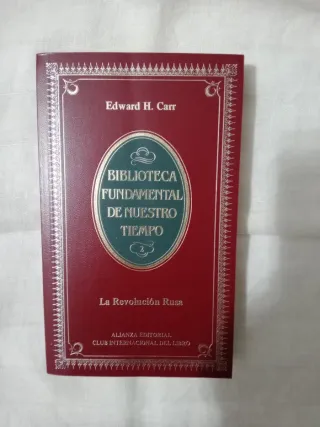 Edward H. Carr
BIBLIOTECA
FUNDAMENTAL
DE NUESTRO
TIEMPO
La Revolución Rusa
ALIANZA EDITORIAL
CLUB INTERNACIONAL DEL LIBRO